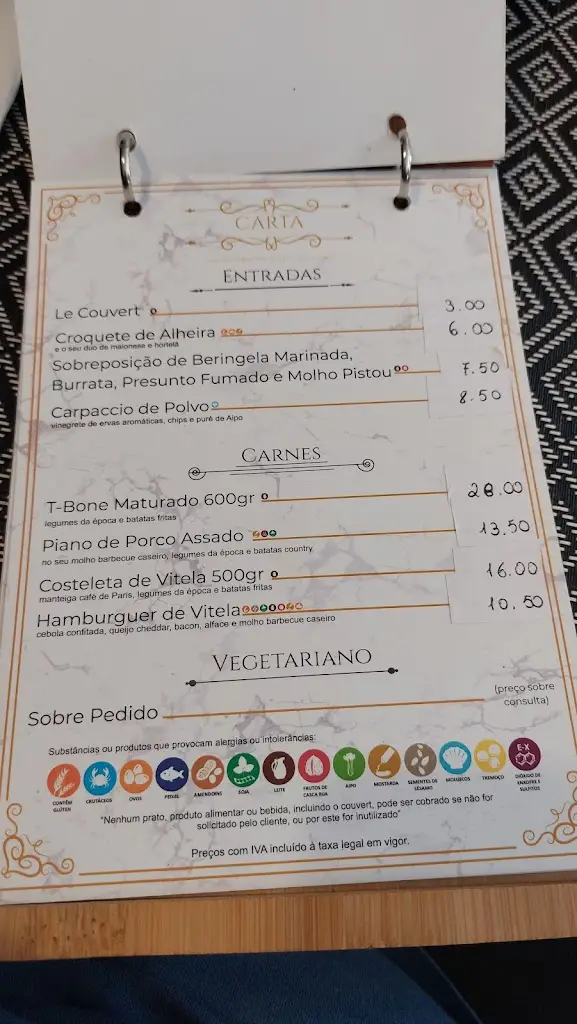 CARTA
ENTRADAS
Le Couvert 3.00
Croquete de Alheira 6.00
e o seu duo de maionese e hortelã
Sobreposição de Beringela Marinada,
Burrata, Presunto Fumado e Molho Pistou 7.50
Carpaccio de Polvo 8.50
vinegrete de ervas aromáticas, chips e puré de Aipo
CARNES
T-Bone Maturado 600gr 28.00
legumes da época e batatas fritas
Piano de Porco Assado 13.50
no seu molho barbecue caseiro, legumes da época e batatas country
Costeleta de Vitela 500gr 16.00
manteiga café de Paris, legumes da época e batatas fritas
Hamburguer de Vitela 10.50
cebola confitada, queijo cheddar, bacon, alface e molho barbecue caseiro
VEGETARIANO
Sobre Pedido (preço sobre consulta)
Substâncias ou produtos que provocam alergias ou intolerâncias:
E-X
CONTÉM GLÚTEN CRUTÁCEOS OVOS PEIXE AMENDOINS SOJA LEITE FRUTOS DE CASCA RIJA AIPO MOSTARDA SEMENTES DE SÉSAMO MOLUSCOS TREMOÇO DIÓXIDO DE ENXOFRE E SULFITOS
"Nenhum prato, produto alimentar ou bebida, incluindo o couvert, pode ser cobrado se não for
solicitado pelo cliente, ou por este for inutilizado"
Preços com IVA incluído à taxa legal em vigor.